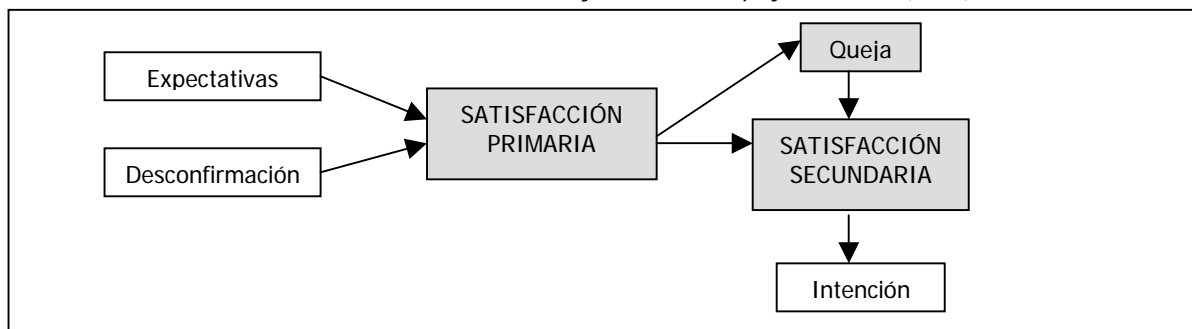 Expectativas
Desconfirmación
SATISFACCIÓN
PRIMARIA
Queja
SATISFACCIÓN
SECUNDARIA
Intención